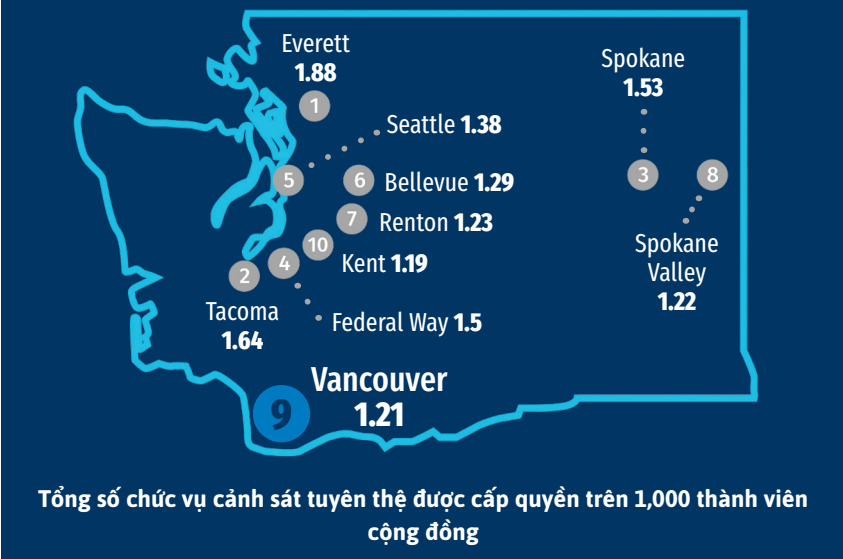 Everett
1.88
1
Spokane
1.53
Seattle 1.38
5
6
Bellevue 1.29
3
8
7
Renton 1.23
10
Kent 1.19
Spokane
Valley
1.22
2
4
Tacoma
1.64
Federal Way 1.5
Vancouver
9
1.21
Tổng số chức vụ cảnh sát tuyên thệ được cấp quyền trên 1,000 thành viên
cộng đồng